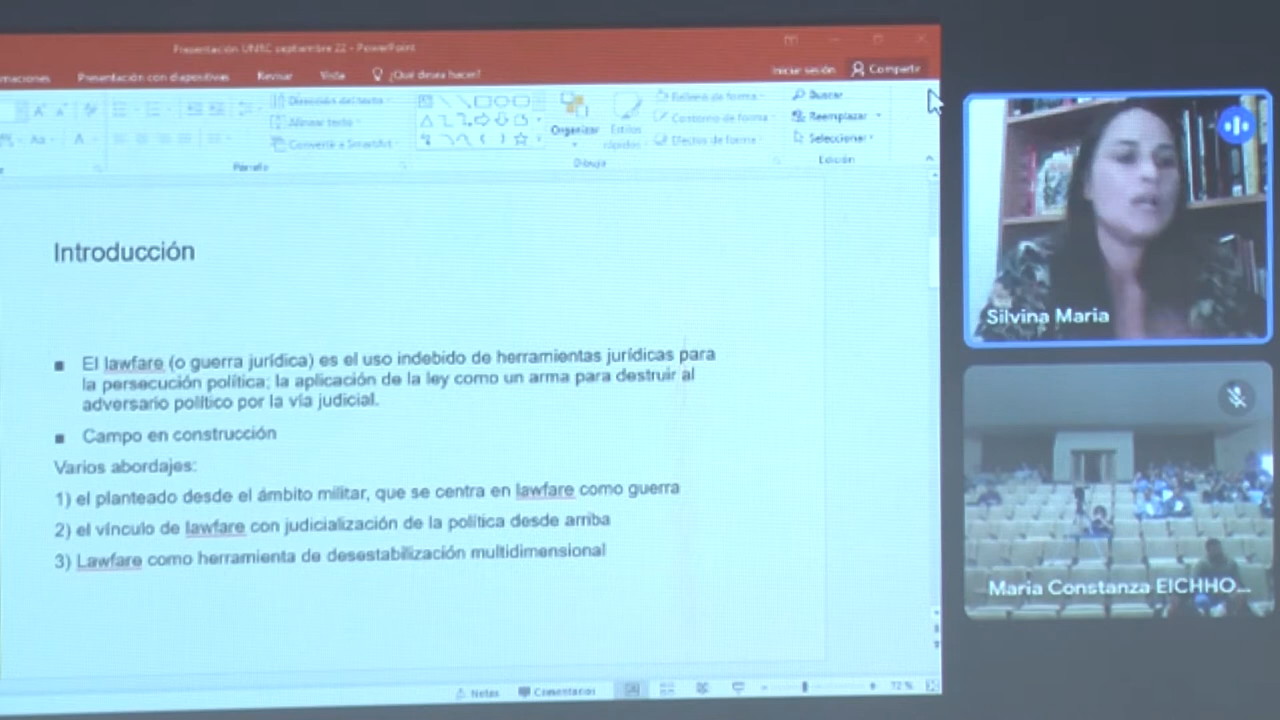 Presentación UNRC septiembre 22 - PowerPoint
maciones Presentación con diapositivas Revisar Vista ¿Qué desea hacer? Iniciar sesión Compartir
Dirección del texto
Alinear texto
Convertir a SmartArt
Párrafo
Organizar
Estilos
rápidos
Relleno de forma
Contorno de forma
Efectos de forma
Dibujo
Buscar
Reemplazar
Seleccionar
Edición
Introducción
El lawfare (o guerra jurídica) es el uso indebido de herramientas jurídicas para
la persecución política; la aplicación de la ley como un arma para destruir al
adversario político por la vía judicial.
Campo en construcción
Varios abordajes:
1) el planteado desde el ámbito militar, que se centra en lawfare como guerra
2) el vínculo de lawfare con judicialización de la política desde arriba
3) Lawfare como herramienta de desestabilización multidimensional
Notas Comentarios 72 %
Silvina Maria
Maria Constanza EICHHO...